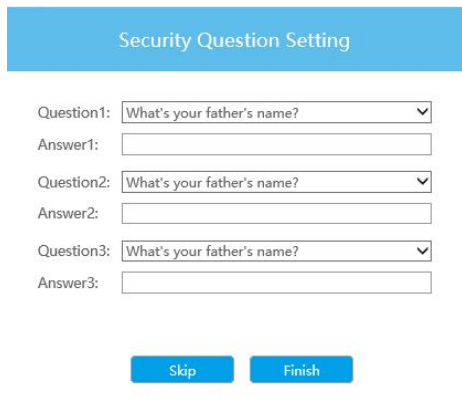 Security Question Setting
Question1: What's your father's name?
Answer1:
Question2: What's your father's name?
Answer2:
Question3: What's your father's name?
Answer3:
Skip Finish